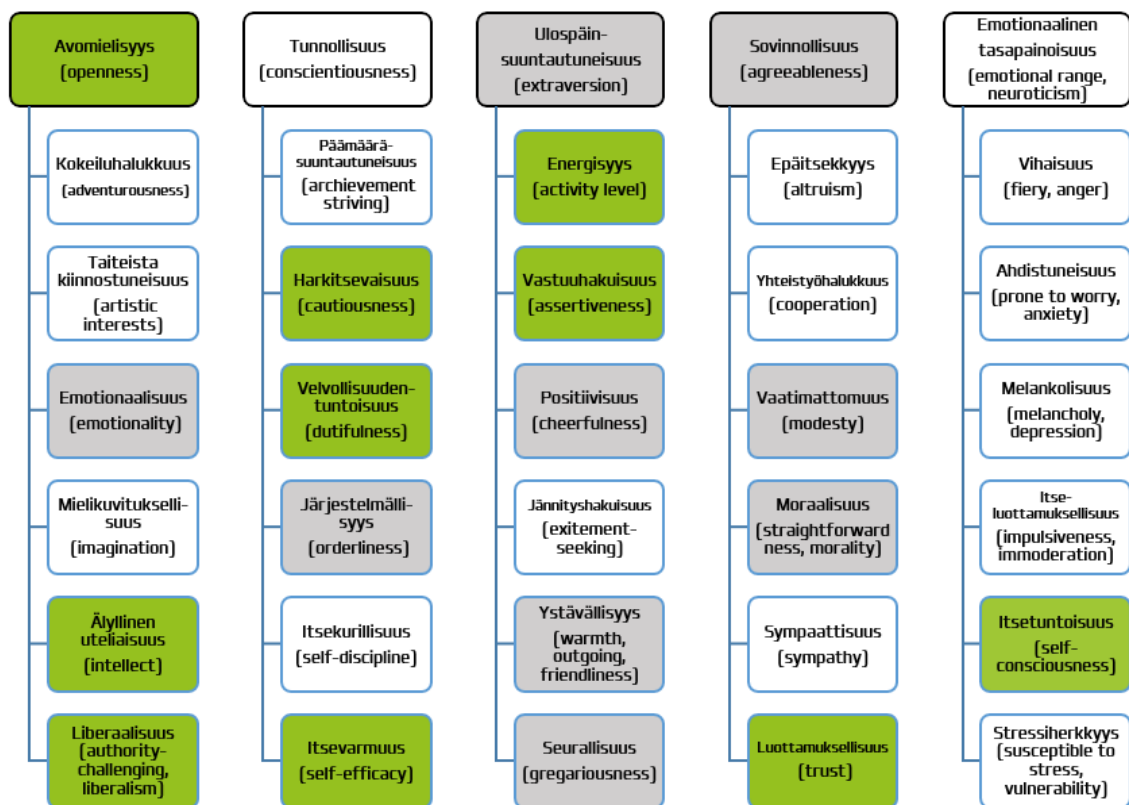 Avomielisyys
(openness)
Kokeiluhalukkuus
(adventurousness)
Taiteista
kiinnostuneisuus
(artistic
interests)
Emotionaalisuus
(emotionality)
Mielikuvitukselli-
suus
(imagination)
Älyllinen
uteliaisuus
(intellect)
Liberaalisuus
(authority-
challenging,
liberalism)
Tunnollisuus
(conscientiousness)
Päämäärä-
suuntautuneisuus
(archievement
striving)
Harkitsevaisuus
(cautiousness)
Velvollisuuden-
tuntoisuus
(dutifulness)
Järjestelmälli-
syys
(orderliness)
Itsekurillisuus
(self-discipline)
Itsevarmuus
(self-efficacy)
Ulospäin-
suuntautuneisuus
(extraversion)
Energisyys
(activity level)
Vastuuhakuisuus
(assertiveness)
Positiivisuus
(cheerfulness)
Jännityshakuisuus
(exitement-
seeking)
Ystävällisyys
(warmth,
outgoing,
friendliness)
Seurallisuus
(gregariousness)
Sovinnollisuus
(agreeableness)
Epäitsekkyys
(altruism)
Yhteistyöhalukkuus
(cooperation)
Vaatimattomuus
(modesty)
Moraalisuus
(straightforward
ness, morality)
Sympaattisuus
(sympathy)
Luottamuksellisuus
(trust)
Emotionaalinen
tasapainoisuus
(emotional range,
neuroticism)
Vihaisuus
(fiery, anger)
Ahdistuneisuus
(prone to worry,
anxiety)
Melankolisuus
(melancholy,
depression)
Itse-
luottamuksellisuus
(impulsiveness,
immoderation)
Itsetuntoisuus
(self-
consciousness)
Stressiherkkyys
(susceptible to
stress,
vulnerability)